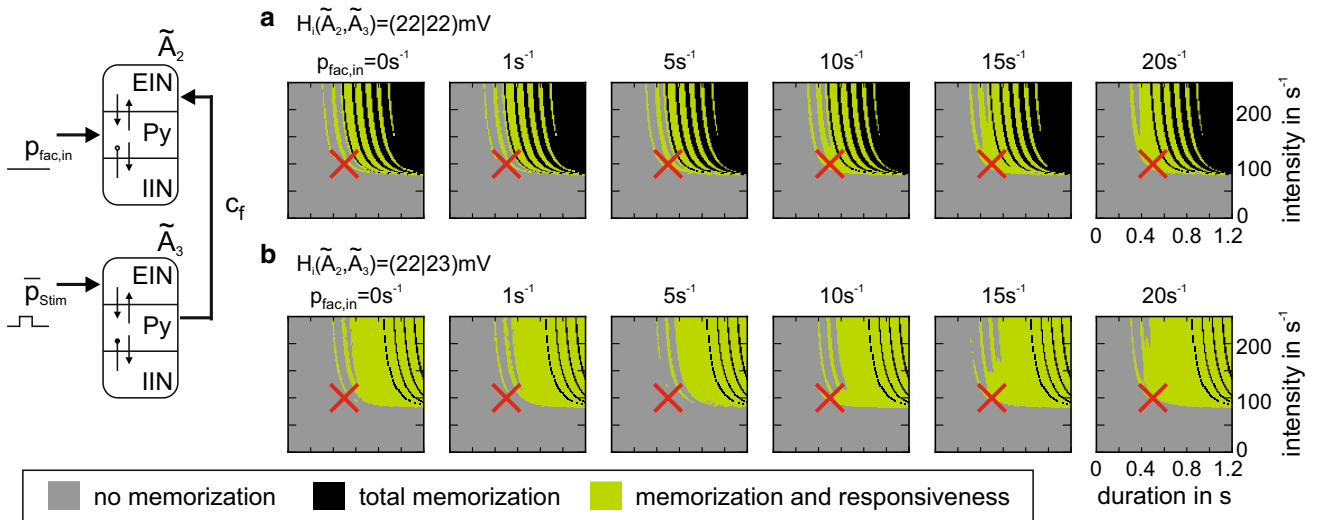 a H_i(Ã_2,Ã_3)=(22|22)mV
p_fac,in=0s^-1 1s^-1 5s^-1 10s^-1 15s^-1 20s^-1
200
100
0
intensity in s^-1
0 0.4 0.8 1.2
b H_i(Ã_2,Ã_3)=(22|23)mV
p_fac,in=0s^-1 1s^-1 5s^-1 10s^-1 15s^-1 20s^-1
200
100
0
intensity in s^-1
0 0.4 0.8 1.2
duration in s
Ã_2
EIN
Py
IIN
p_fac,in
c_f
Ã_3
EIN
Py
IIN
p̅_Stim
no memorization total memorization memorization and responsiveness